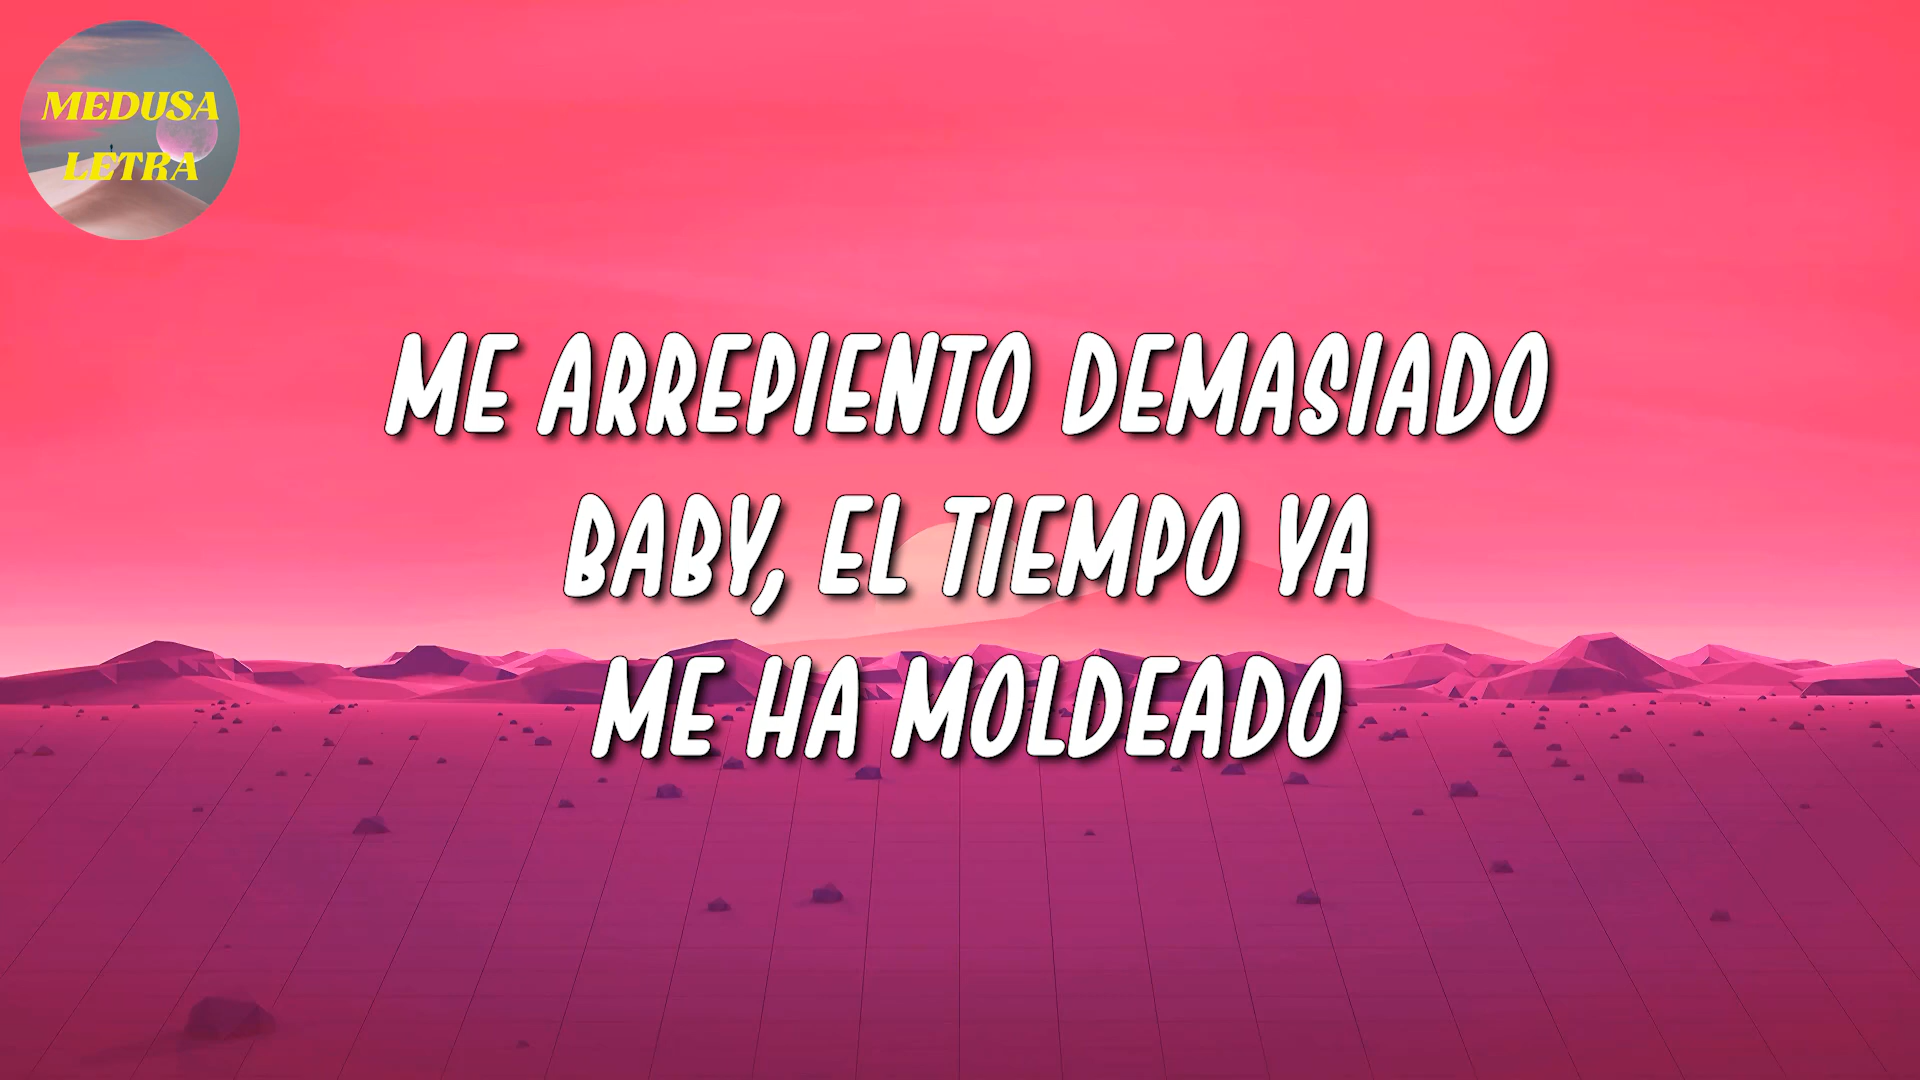 MEDUSA
LETRA
ME ARREPIENTO DEMASIADO
BABY, EL TIEMPO YA
ME HA MOLDEADO